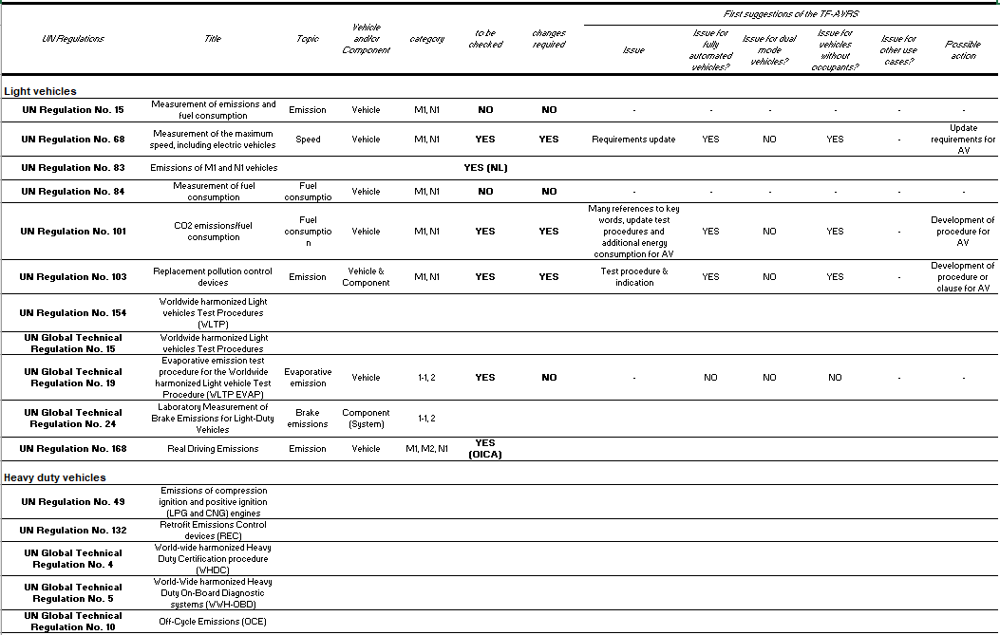 First suggestions of the TF-AVRS
UN Regulations Title Topic Vehicle and/or Component category to be checked changes required Issue Issue for fully automated vehicles? Issue for dual mode vehicles? Issue for vehicles without occupants? Issue for other use cases? Possible action
Light vehicles
UN Regulation No. 15 Measurement of emissions and fuel consumption Emission Vehicle M1, N1 NO NO - - - - - -
UN Regulation No. 68 Measurement of the maximum speed, including electric vehicles Speed Vehicle M1, N1 YES YES Requirements update YES NO YES - Update requirements for AV
UN Regulation No. 83 Emissions of M1 and N1 vehicles YES (NL)
UN Regulation No. 84 Measurement of fuel consumption Fuel consumptio Vehicle M1, N1 NO NO - - - - - -
UN Regulation No. 101 CO2 emissions/fuel consumption Fuel consumptio n Vehicle M1, N1 YES YES Many references to key words, update test procedures and additional energy consumption for AV YES NO YES - Development of procedure for AV
UN Regulation No. 103 Replacement pollution control devices Emission Vehicle & Component M1, N1 YES YES Test procedure & indication YES NO YES - Development of procedure or clause for AV
UN Regulation No. 154 Worldwide harmonized Light vehicles Test Procedures (WLTP)
UN Global Technical Regulation No. 15 Worldwide harmonized Light vehicles Test Procedures
UN Global Technical Regulation No. 19 Evaporative emission test procedure for the Worldwide harmonized Light vehicle Test Procedure (WLTP EVAP) Evaporative emission Vehicle 1-1, 2 YES NO - NO NO NO - -
UN Global Technical Regulation No. 24 Laboratory Measurement of Brake Emissions for Light-Duty Vehicles Brake emissions Component (System) 1-1, 2
UN Regulation No. 168 Real Driving Emissions Emission Vehicle M1, M2, N1 YES (OICA)
Heavy duty vehicles
UN Regulation No. 49 Emissions of compression ignition and positive ignition (LPG and CNG) engines
UN Regulation No. 132 Retrofit Emissions Control devices (REC)
UN Global Technical Regulation No. 4 World-wide harmonized Heavy Duty Certification procedure (WHDC)
UN Global Technical Regulation No. 5 World-Wide harmonized Heavy Duty On-Board Diagnostic systems (WWH-OBD)
UN Global Technical Regulation No. 10 Off-Cycle Emissions (OCE)